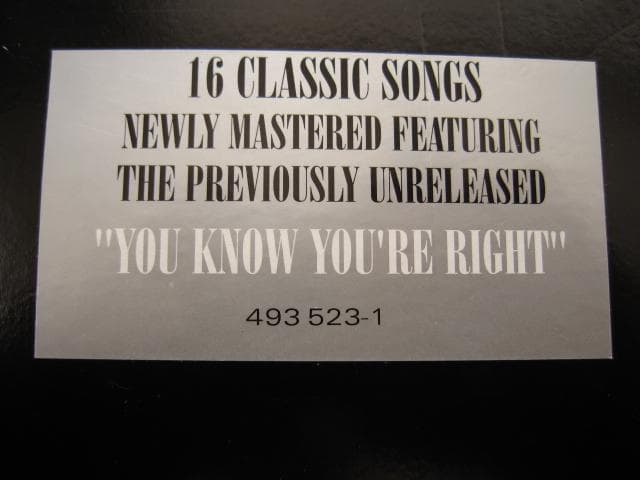 16 CLASSIC SONGS
NEWLY MASTERED FEATURING
THE PREVIOUSLY UNRELEASED
"YOU KNOW YOU'RE RIGHT"
493 523-1